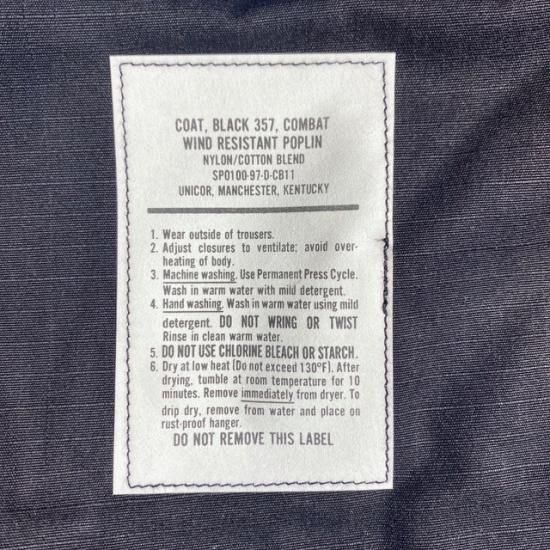 COAT, BLACK 357, COMBAT
WIND RESISTANT POPLIN
NYLON/COTTON BLEND
SPO100-97-D-CB11
UNICOR, MANCHESTER, KENTUCKY
1. Wear outside of trousers.
2. Adjust closures to ventilate; avoid over-
heating of body.
3. Machine washing. Use Permanent Press Cycle.
Wash in warm water with mild detergent.
4. Hand washing. Wash in warm water using mild
detergent. DO NOT WRING OR TWIST
Rinse in clean warm water.
5. DO NOT USE CHLORINE BLEACH OR STARCH.
6. Dry at low heat (Do not exceed 130°F). After
drying, tumble at room temperature for 10
minutes. Remove immediately from dryer. To
drip dry, remove from water and place on
rust-proof hanger.
DO NOT REMOVE THIS LABEL